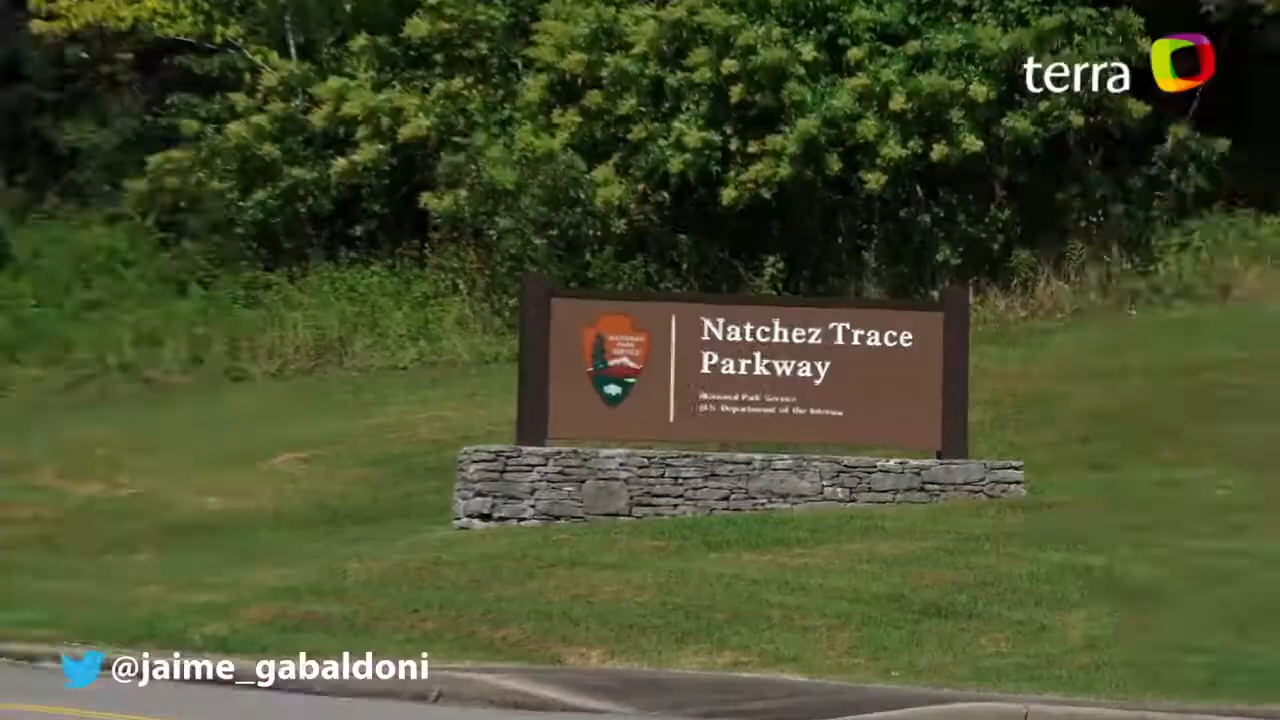 terra
Natchez Trace
Parkway
National Park Service
U.S. Department of the Interior
@jaime_gabaldoni